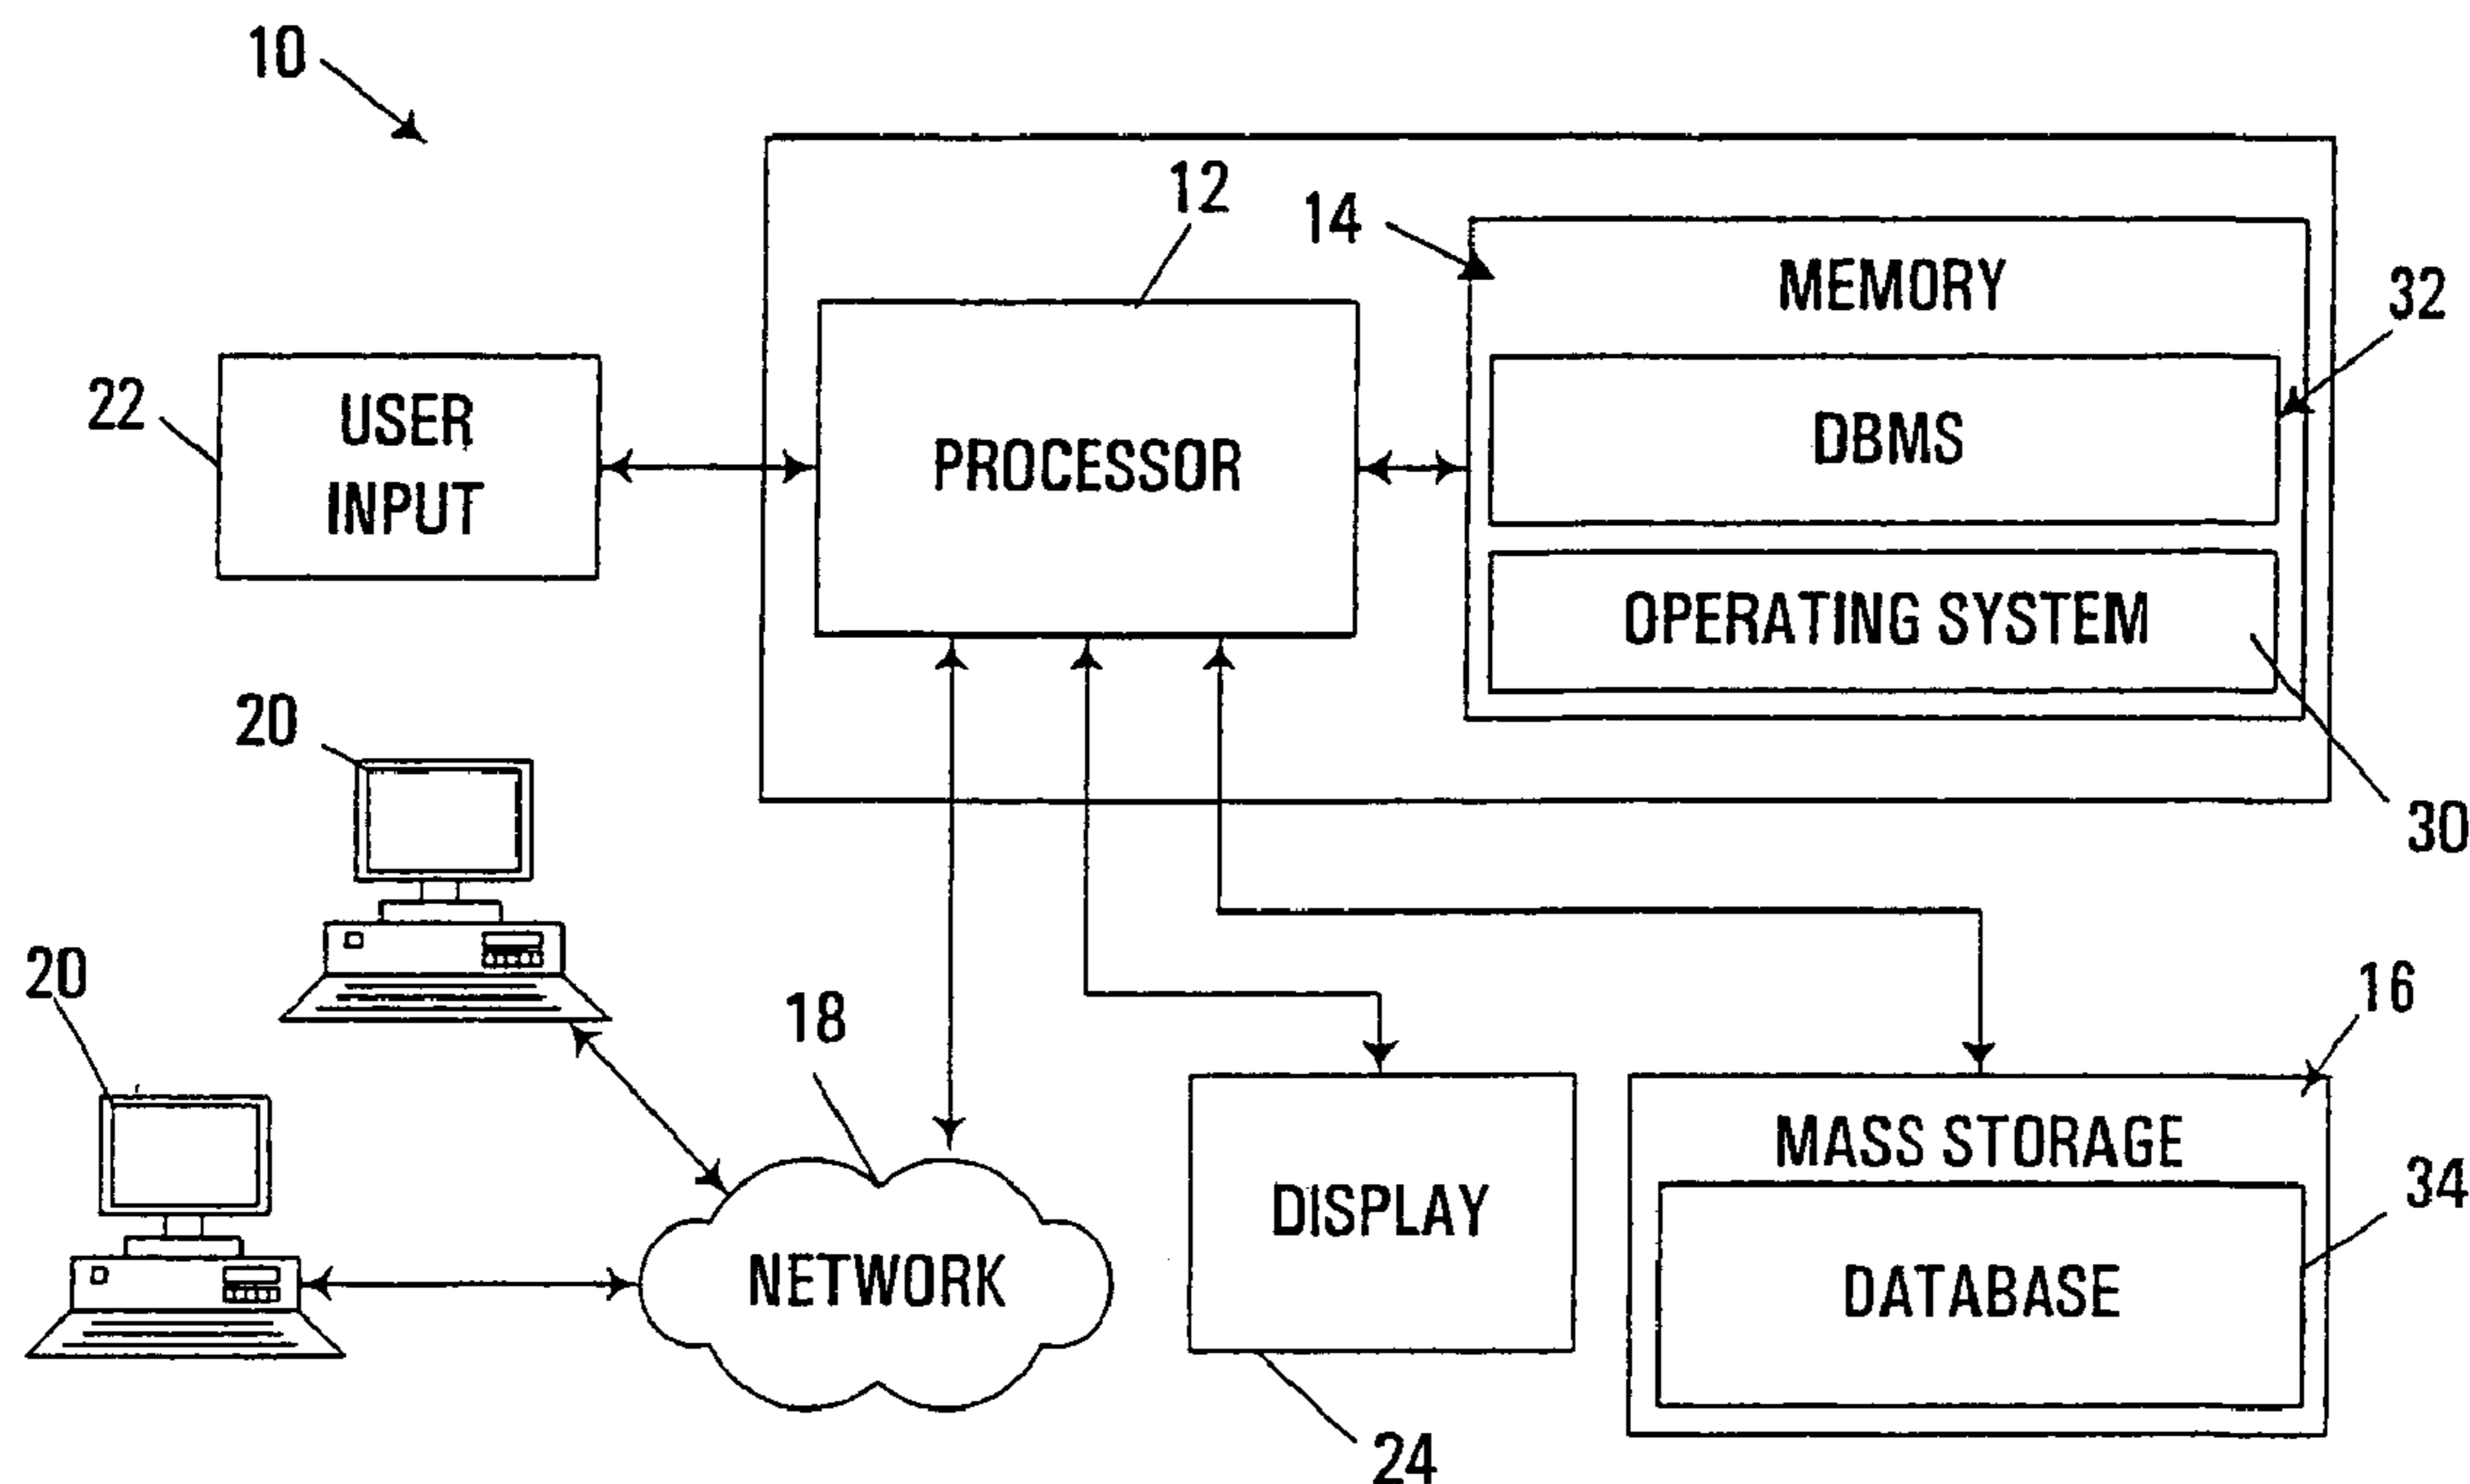 10
12
14
MEMORY
32
22
USER
INPUT
PROCESSOR
DBMS
OPERATING SYSTEM
20
30
20
18
16
MASS STORAGE
34
DISPLAY
NETWORK
DATABASE
24